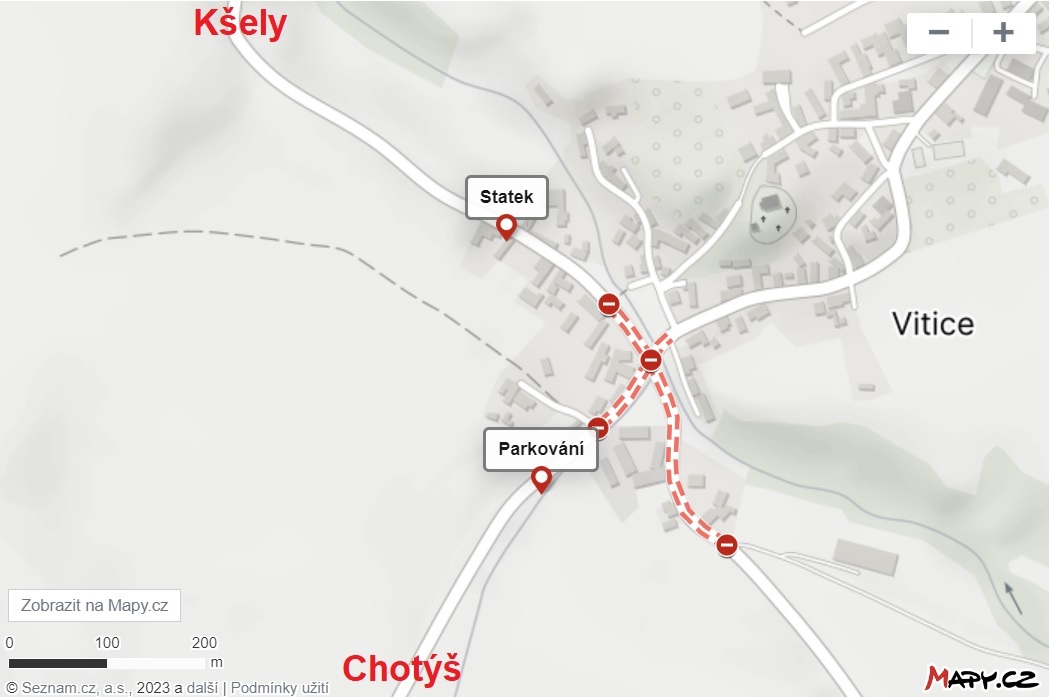 Kšely
Statek
Vitice
Parkování
Zobrazit na Mapy.cz
0 100 200
m
Chotýš
© Seznam.cz, a.s., 2023 a další | Podmínky užití
MAPY.CZ